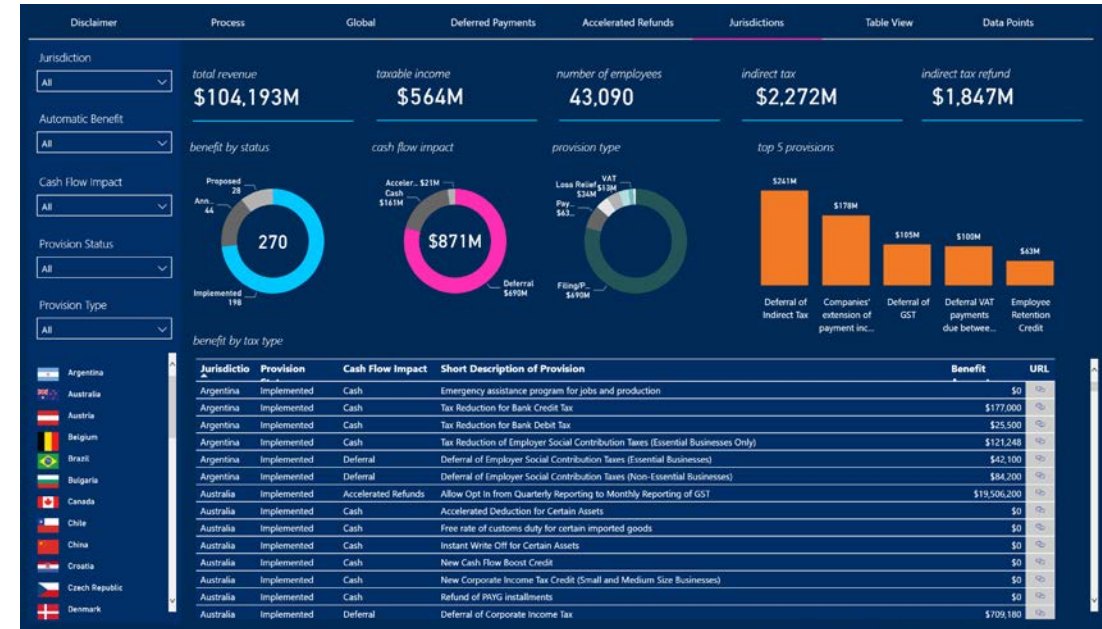 Disclaimer Process Global Deferred Payments Accelerated Refunds Jurisdictions Table View Data Points
Jurisdiction
All
Automatic Benefit
All
Cash Flow Impact
All
Provision Status
All
Provision Type
All
Argentina
Australia
Austria
Belgium
Brazil
Bulgaria
Canada
Chile
China
Croatia
Czech Republic
Denmark
total revenue
$104,193M
taxable income
$564M
number of employees
43,090
indirect tax
$2,272M
indirect tax refund
$1,847M
benefit by status
Proposed
28
Ann...
44
270
Implemented
198
cash flow impact
Acceler... $21M
Cash
$161M
$871M
Deferral
$690M
provision type
VAT
$13M
Loss Relief
$34M
Pay...
$63...
Filing/P...
$690M
top 5 provisions
$241M
$178M
$105M
$100M
$63M
Deferral of
Indirect Tax
Companies'
extension of
payment inc...
Deferral of
GST
Deferral VAT
payments
due betwee...
Employee
Retention
Credit
benefit by tax type
Jurisdictio Provision Cash Flow Impact Short Description of Provision Benefit URL
Argentina Implemented Cash Emergency assistance program for jobs and production $0
Argentina Implemented Cash Tax Reduction for Bank Credit Tax $177,000
Argentina Implemented Cash Tax Reduction for Bank Debit Tax $25,500
Argentina Implemented Cash Tax Reduction of Employer Social Contribution Taxes (Essential Businesses Only) $121,248
Argentina Implemented Deferral Deferral of Employer Social Contribution Taxes (Essential Businesses) $42,100
Argentina Implemented Deferral Deferral of Employer Social Contribution Taxes (Non-Essential Businesses) $84,200
Australia Implemented Accelerated Refunds Allow Opt In from Quarterly Reporting to Monthly Reporting of GST $19,506,200
Australia Implemented Cash Accelerated Deduction for Certain Assets $0
Australia Implemented Cash Free rate of customs duty for certain imported goods $0
Australia Implemented Cash Instant Write Off for Certain Assets $0
Australia Implemented Cash New Cash Flow Boost Credit $0
Australia Implemented Cash New Corporate Income Tax Credit (Small and Medium Size Businesses) $0
Australia Implemented Cash Refund of PAYG installments $0
Australia Implemented Deferral Deferral of Corporate Income Tax $709,180